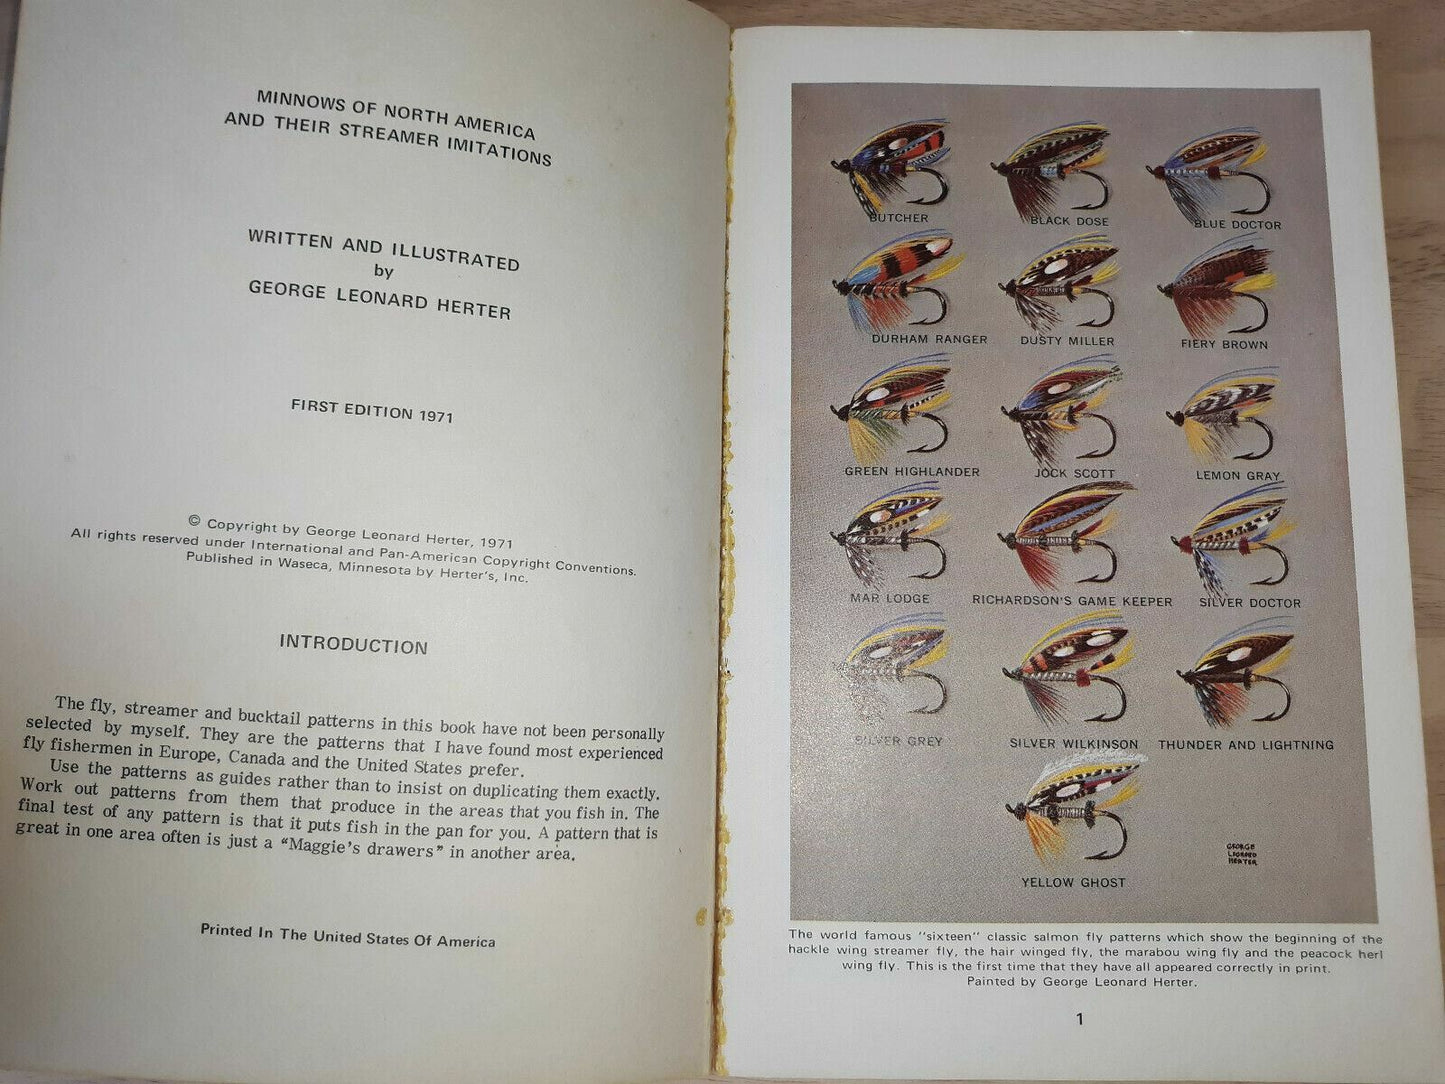 MINNOWS OF NORTH AMERICA
AND THEIR STREAMER IMITATIONS
WRITTEN AND ILLUSTRATED
by
GEORGE LEONARD HERTER
FIRST EDITION 1971
© Copyright by George Leonard Herter, 1971
All rights reserved under International and Pan-American Copyright Conventions.
Published in Waseca, Minnesota by Herter's, Inc.
INTRODUCTION
The fly, streamer and bucktail patterns in this book have not been personally
selected by myself. They are the patterns that I have found most experienced
fly fishermen in Europe, Canada and the United States prefer.
Use the patterns as guides rather than to insist on duplicating them exactly.
Work out patterns from them that produce in the areas that you fish in. The
final test of any pattern is that it puts fish in the pan for you. A pattern that is
great in one area often is just a "Maggie's drawers" in another area.
Printed In The United States Of America
BUTCHER
BLACK DOSE
BLUE DOCTOR
DURHAM RANGER
DUSTY MILLER
FIERY BROWN
GREEN HIGHLANDER
JOCK SCOTT
LEMON GRAY
MAR LODGE
RICHARDSON'S GAME KEEPER
SILVER DOCTOR
SILVER GREY
SILVER WILKINSON
THUNDER AND LIGHTNING
YELLOW GHOST
GEORGE
LEONARD
HERTER
The world famous "sixteen" classic salmon fly patterns which show the beginning of the
hackle wing streamer fly, the hair winged fly, the marabou wing fly and the peacock herl
wing fly. This is the first time that they have all appeared correctly in print.
Painted by George Leonard Herter.
1